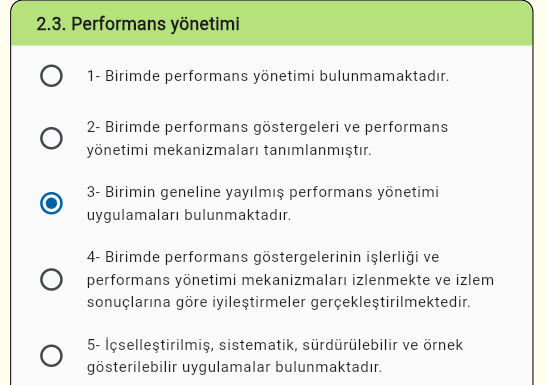 2.3. Performans yönetimi
1- Birimde performans yönetimi bulunmamaktadır.
2- Birimde performans göstergeleri ve performans
yönetimi mekanizmaları tanımlanmıştır.
3- Birimin geneline yayılmış performans yönetimi
uygulamaları bulunmaktadır.
4- Birimde performans göstergelerinin işlerliği ve
performans yönetimi mekanizmaları izlenmekte ve izlem
sonuçlarına göre iyileştirmeler gerçekleştirilmektedir.
5- İçselleştirilmiş, sistematik, sürdürülebilir ve örnek
gösterilebilir uygulamalar bulunmaktadır.